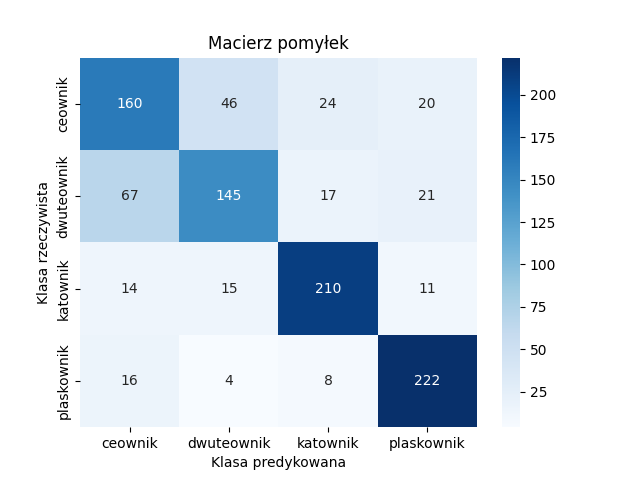 Macierz pomyłek
Klasa rzeczywista
ceownik
160 46 24 20
dwuteownik
67 145 17 21
katownik
14 15 210 11
plaskownik
16 4 8 222
ceownik dwuteownik katownik plaskownik
Klasa predykowana
200
175
150
125
100
75
50
25